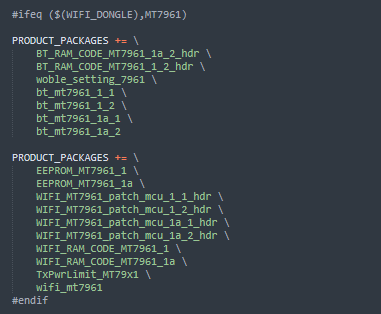 #ifeq ($(WIFI_DONGLE),MT7961)
PRODUCT_PACKAGES += \
BT_RAM_CODE_MT7961_1a_2_hdr \
BT_RAM_CODE_MT7961_1_2_hdr \
woble_setting_7961 \
bt_mt7961_1_1 \
bt_mt7961_1_2 \
bt_mt7961_1a_1 \
bt_mt7961_1a_2
PRODUCT_PACKAGES += \
EEPROM_MT7961_1 \
EEPROM_MT7961_1a \
WIFI_MT7961_patch_mcu_1_1_hdr \
WIFI_MT7961_patch_mcu_1_2_hdr \
WIFI_MT7961_patch_mcu_1a_1_hdr \
WIFI_MT7961_patch_mcu_1a_2_hdr \
WIFI_RAM_CODE_MT7961_1 \
WIFI_RAM_CODE_MT7961_1a \
TxPwrLimit_MT79x1 \
wifi_mt7961
#endif